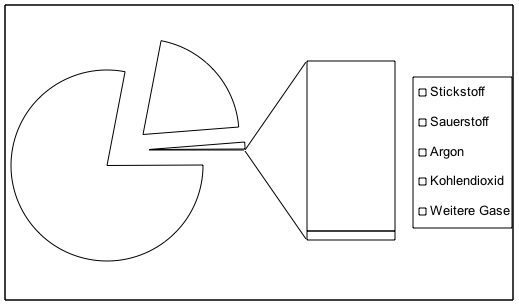 Stickstoff
Sauerstoff
Argon
Kohlendioxid
Weitere Gase